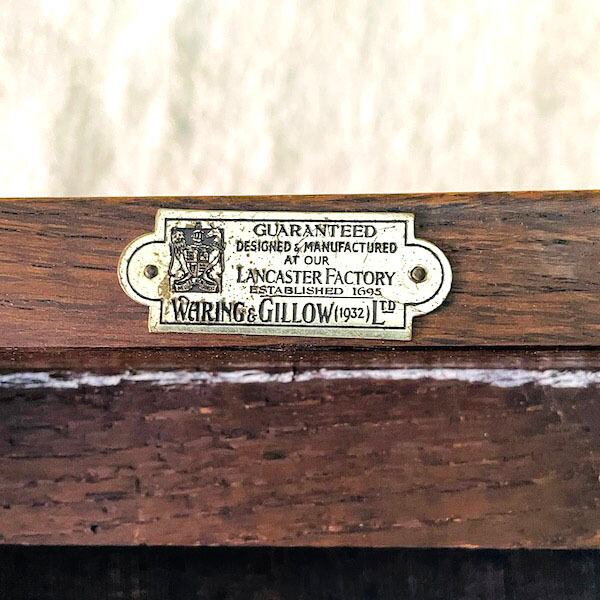 GUARANTEED
DESIGNED & MANUFACTURED
AT OUR
LANCASTER FACTORY
ESTABLISHED 1695
WARING & GILLOW (1932) LTD